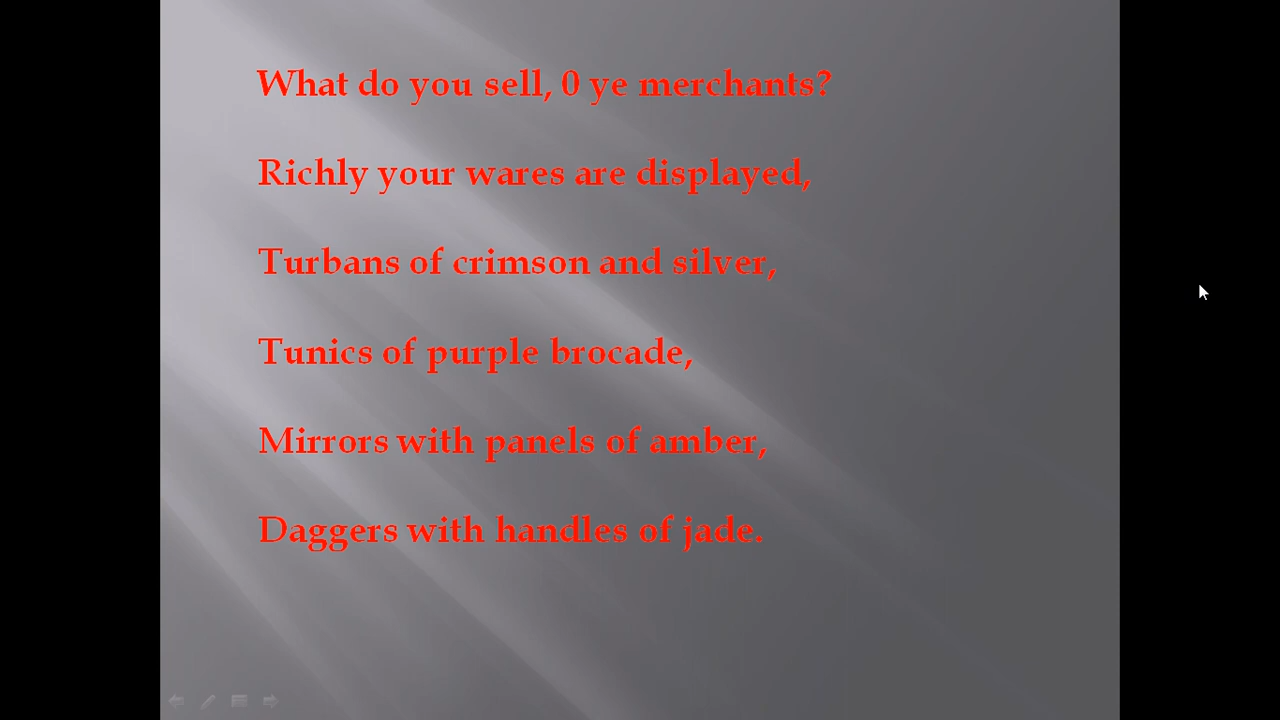 What do you sell, 0 ye merchants?
Richly your wares are displayed,
Turbans of crimson and silver,
Tunics of purple brocade,
Mirrors with panels of amber,
Daggers with handles of jade.